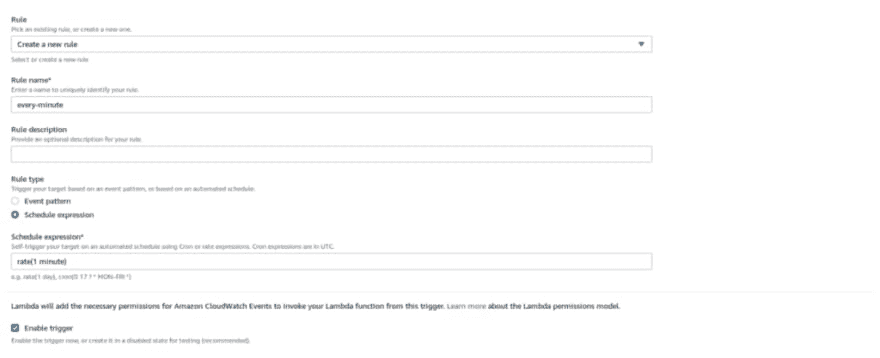 Rule
Pick an existing rule, or create a new one.
Create a new rule
Select or create a new rule
Rule name*
Enter a name to uniquely identify your rule.
every-minute
Rule description
Provide an optional description for your rule.
Rule type
Trigger your target based on an event pattern, or based on an automated schedule.
Event pattern
Schedule expression
Schedule expression*
Self-trigger your target on an automated schedule using Cron or rate expressions. Cron expressions are in UTC.
rate(1 minute)
e.g. rate(1 day), cron(0 17 ? * MON-FRI *)
Lambda will add the necessary permissions for Amazon CloudWatch Events to invoke your Lambda function from this trigger. Learn more about the Lambda permissions model.
Enable trigger
Enable the trigger now, or create it in a disabled state for testing (recommended).